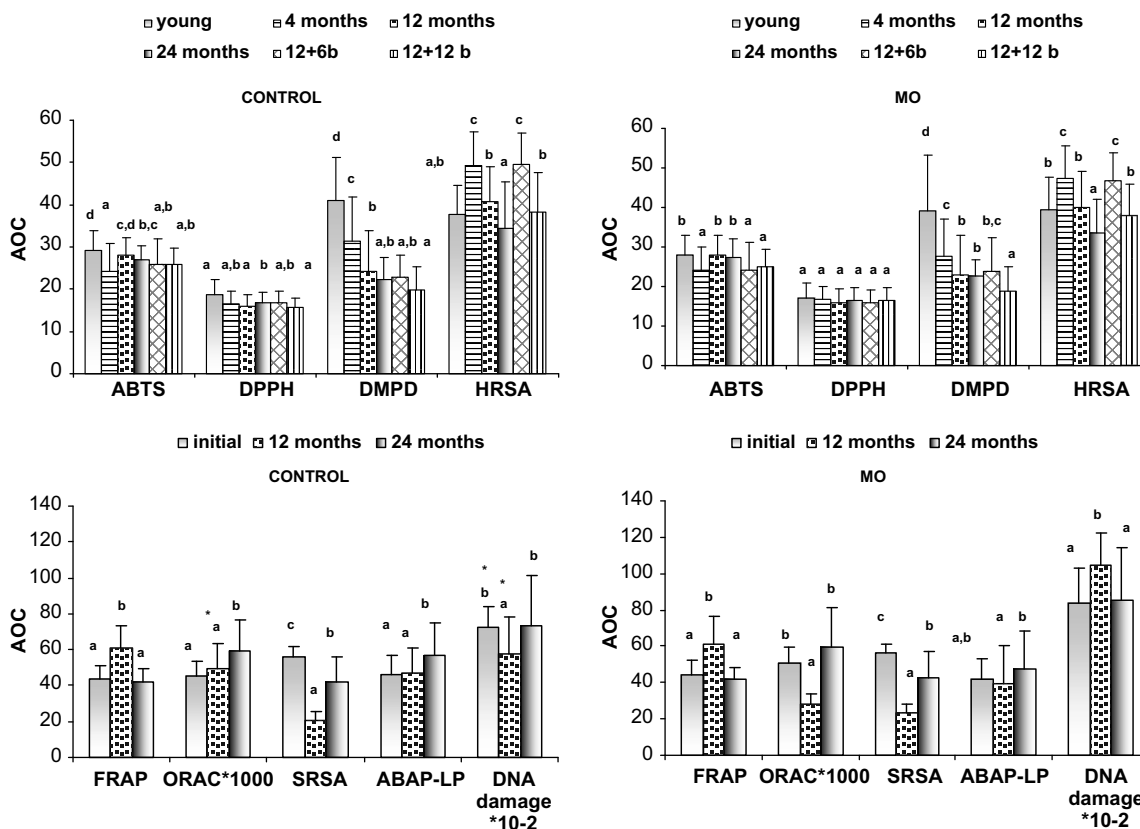 young 4 months 12 months
24 months 12+6b 12+12 b
CONTROL
60
50
40
30
20
10
0
AOC
d a c,d b,c a,b a,b
a a,b a b a,b a
d c b a,b a,b a
a,b c b a c b
ABTS DPPH DMPD HRSA
young 4 months 12 months
24 months 12+6b 12+12 b
MO
60
50
40
30
20
10
0
AOC
b a b b a a
a a a a a a
d c b b b,c a
b c b a c b
ABTS DPPH DMPD HRSA
initial 12 months 24 months
CONTROL
140
120
100
80
60
40
20
0
AOC
a b a
a * a b
c a b
a a b
* b * a b
FRAP ORAC*1000 SRSA ABAP-LP DNA
damage
*10-2
initial 12 months 24 months
MO
140
120
100
80
60
40
20
0
AOC
a b a
b a b
c a b
a,b a b
a b a
FRAP ORAC*1000 SRSA ABAP-LP DNA
damage
*10-2